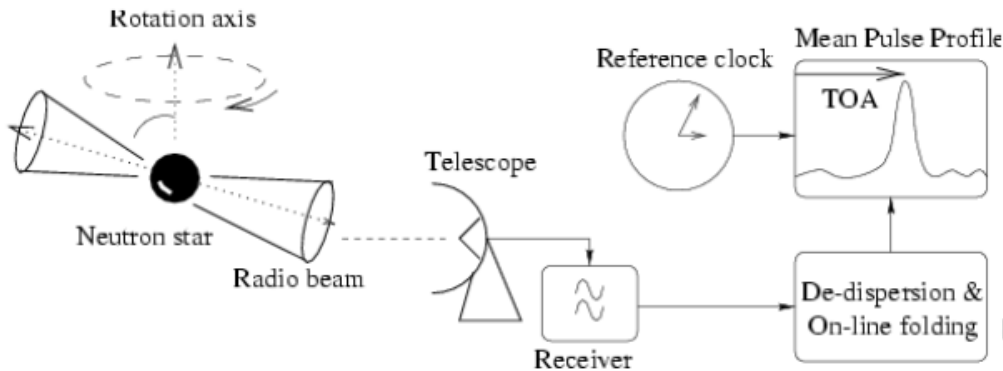 Rotation axis
Mean Pulse Profile
Reference clock
TOA
Telescope
Neutron star
Radio beam
De-dispersion &
On-line folding
Receiver